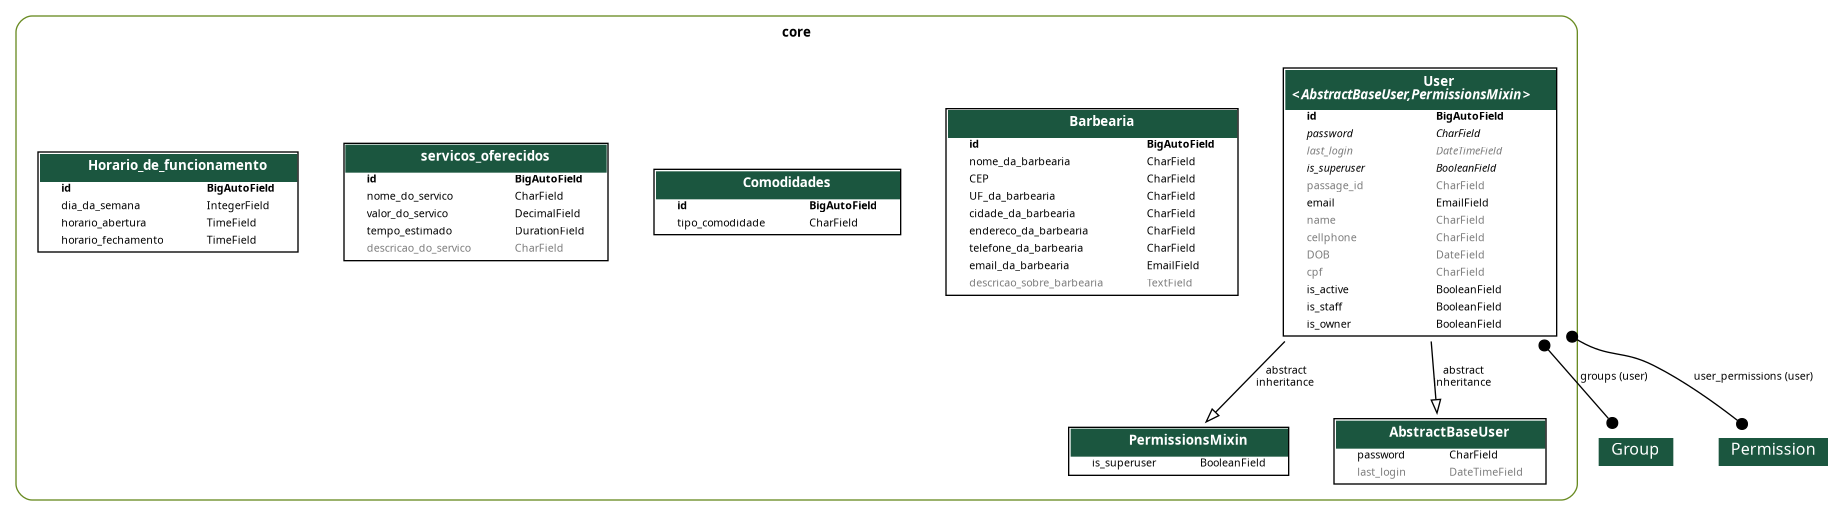 core
Horario_de_funcionamento
id BigAutoField
dia_da_semana IntegerField
horario_abertura TimeField
horario_fechamento TimeField
servicos_oferecidos
id BigAutoField
nome_do_servico CharField
valor_do_servico DecimalField
tempo_estimado DurationField
descricao_do_servico CharField
Comodidades
id BigAutoField
tipo_comodidade CharField
Barbearia
id BigAutoField
nome_da_barbearia CharField
CEP CharField
UF_da_barbearia CharField
cidade_da_barbearia CharField
endereco_da_barbearia CharField
telefone_da_barbearia CharField
email_da_barbearia EmailField
descricao_sobre_barbearia TextField
User
<AbstractBaseUser,PermissionsMixin>
id BigAutoField
password CharField
last_login DateTimeField
is_superuser BooleanField
passage_id CharField
email EmailField
name CharField
cellphone CharField
DOB DateField
cpf CharField
is_active BooleanField
is_staff BooleanField
is_owner BooleanField
abstract
inheritance
abstract
inheritance
groups (user)
user_permissions (user)
PermissionsMixin
is_superuser BooleanField
AbstractBaseUser
password CharField
last_login DateTimeField
Group
Permission